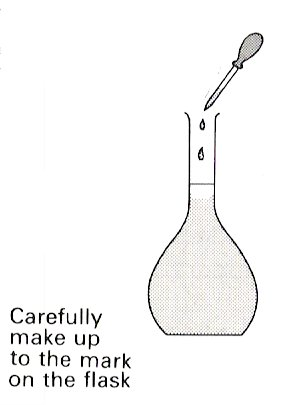 Carefully
make up
to the mark
on the flask